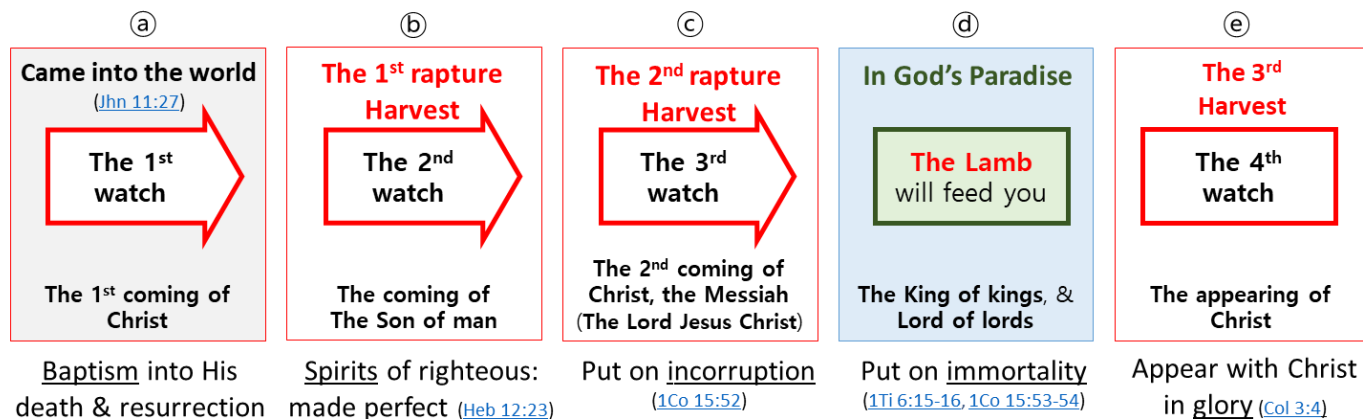 ⓐ
Came into the world
(Jhn 11:27)
The 1st
watch
The 1st coming of
Christ
Baptism into His
death & resurrection
ⓑ
The 1st rapture
Harvest
The 2nd
watch
The coming of
The Son of man
Spirits of righteous:
made perfect (Heb 12:23)
ⓒ
The 2nd rapture
Harvest
The 3rd
watch
The 2nd coming of
Christ, the Messiah
(The Lord Jesus Christ)
Put on incorruption
(1Co 15:52)
ⓓ
In God's Paradise
The Lamb
will feed you
The King of kings, &
Lord of lords
Put on immortality
(1Ti 6:15-16, 1Co 15:53-54)
ⓔ
The 3rd
Harvest
The 4th
watch
The appearing of
Christ
Appear with Christ
in glory (Col 3:4)